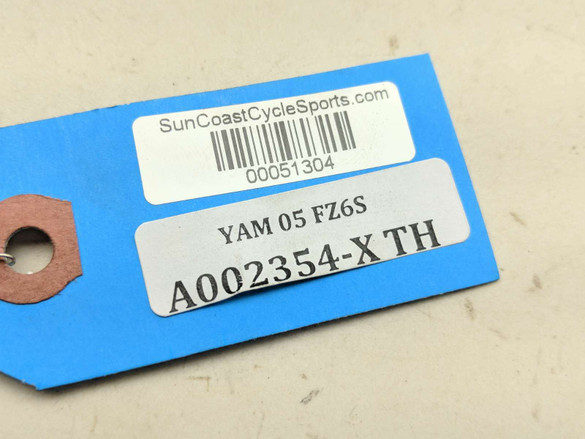 SunCoastCycleSports.com
00051304
YAM 05 FZ6S
A002354-X TH